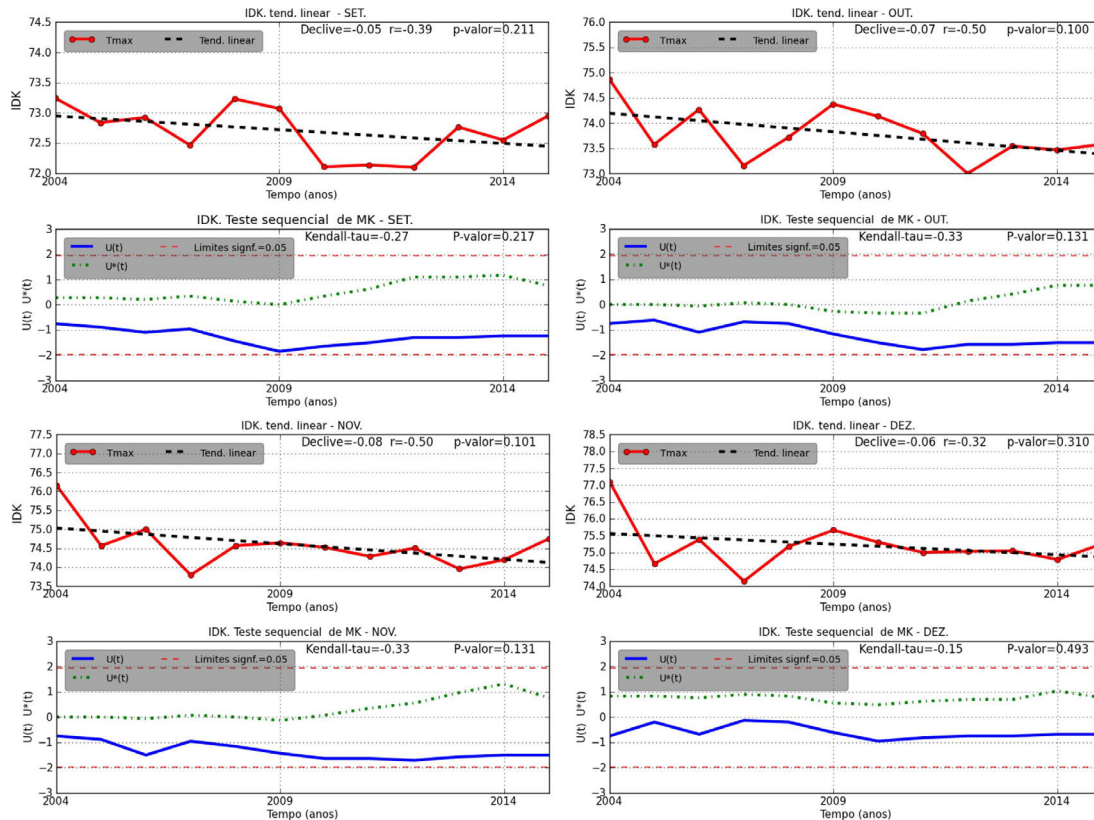 IDK. tend. linear - SET.
Declive=-0.05 r=-0.39 p-valor=0.211
Tmax Tend. linear
IDK
74.5
74.0
73.5
73.0
72.5
72.0
2004 2009 2014
Tempo (anos)
IDK. tend. linear - OUT.
Declive=-0.07 r=-0.50 p-valor=0.100
Tmax Tend. linear
IDK
76.0
75.5
75.0
74.5
74.0
73.5
73.0
2004 2009 2014
Tempo (anos)
IDK. Teste sequencial de MK - SET.
Kendall-tau=-0.27 P-valor=0.217
U(t) Limites signf.=0.05
U*(t)
U(t) U*(t)
3
2
1
0
−1
−2
−3
2004 2009 2014
Tempo (anos)
IDK. Teste sequencial de MK - OUT.
Kendall-tau=-0.33 P-valor=0.131
U(t) Limites signf.=0.05
U*(t)
U(t) U*(t)
3
2
1
0
−1
−2
−3
2004 2009 2014
Tempo (anos)
IDK. tend. linear - NOV.
Declive=-0.08 r=-0.50 p-valor=0.101
Tmax Tend. linear
IDK
77.5
77.0
76.5
76.0
75.5
75.0
74.5
74.0
73.5
2004 2009 2014
Tempo (anos)
IDK. tend. linear - DEZ.
Declive=-0.06 r=-0.32 p-valor=0.310
Tmax Tend. linear
IDK
78.5
78.0
77.5
77.0
76.5
76.0
75.5
75.0
74.5
74.0
2004 2009 2014
Tempo (anos)
IDK. Teste sequencial de MK - NOV.
Kendall-tau=-0.33 P-valor=0.131
U(t) Limites signf.=0.05
U*(t)
U(t) U*(t)
3
2
1
0
−1
−2
−3
2004 2009 2014
Tempo (anos)
IDK. Teste sequencial de MK - DEZ.
Kendall-tau=-0.15 P-valor=0.493
U(t) Limites signf.=0.05
U*(t)
U(t) U*(t)
3
2
1
0
−1
−2
−3
2004 2009 2014
Tempo (anos)